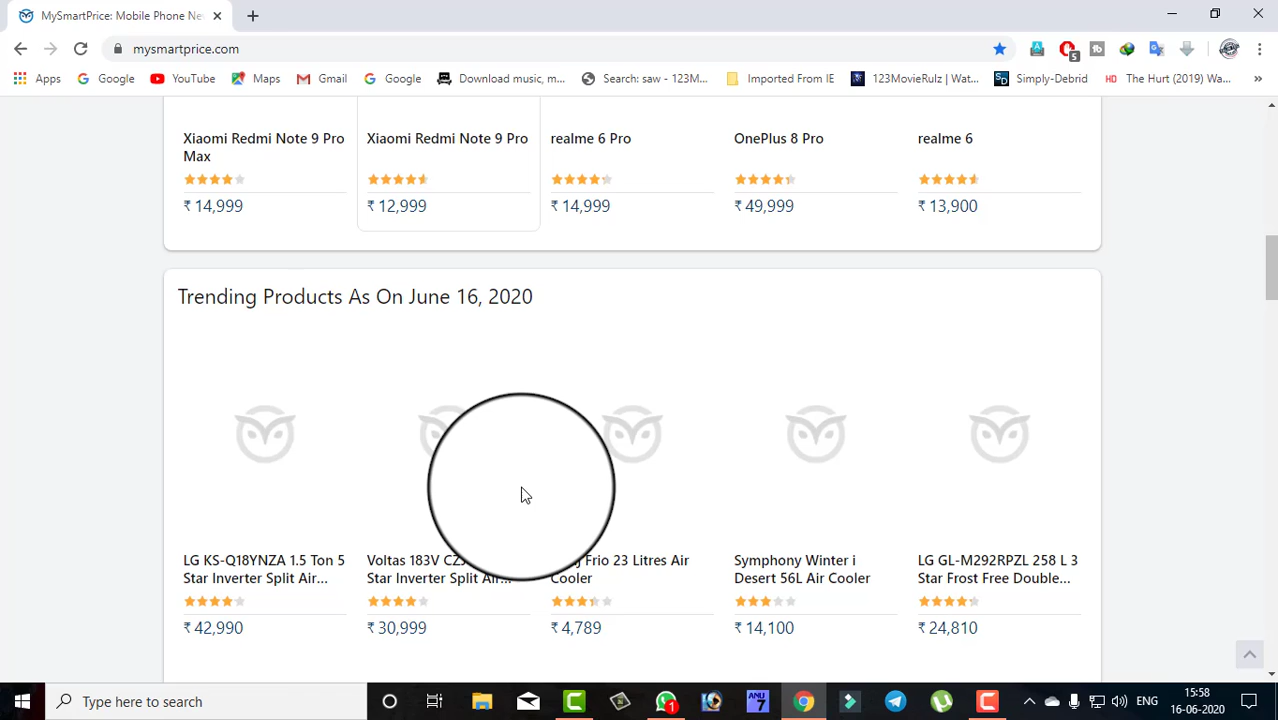 MySmartPrice: Mobile Phone Ne
mysmartprice.com
5
Apps
Google
YouTube
Maps
Gmail
Google
Download music, m...
Search: saw - 123M...
Imported From IE
123MovieRulz | Wat...
Simply-Debrid
HD The Hurt (2019) Wa...
Xiaomi Redmi Note 9 Pro
Max
₹ 14,999
Xiaomi Redmi Note 9 Pro
₹ 12,999
realme 6 Pro
₹ 14,999
OnePlus 8 Pro
₹ 49,999
realme 6
₹ 13,900
Trending Products As On June 16, 2020
LG KS-Q18YNZA 1.5 Ton 5
Star Inverter Split Air...
₹ 42,990
Voltas 183V
Star Inverter Split Air...
₹ 30,999
Frio 23 Litres Air
Cooler
₹ 4,789
Symphony Winter i
Desert 56L Air Cooler
₹ 14,100
LG GL-M292RPZL 258 L 3
Star Frost Free Double...
₹ 24,810
Type here to search
1
ANU
7
ENG
15:58
16-06-2020